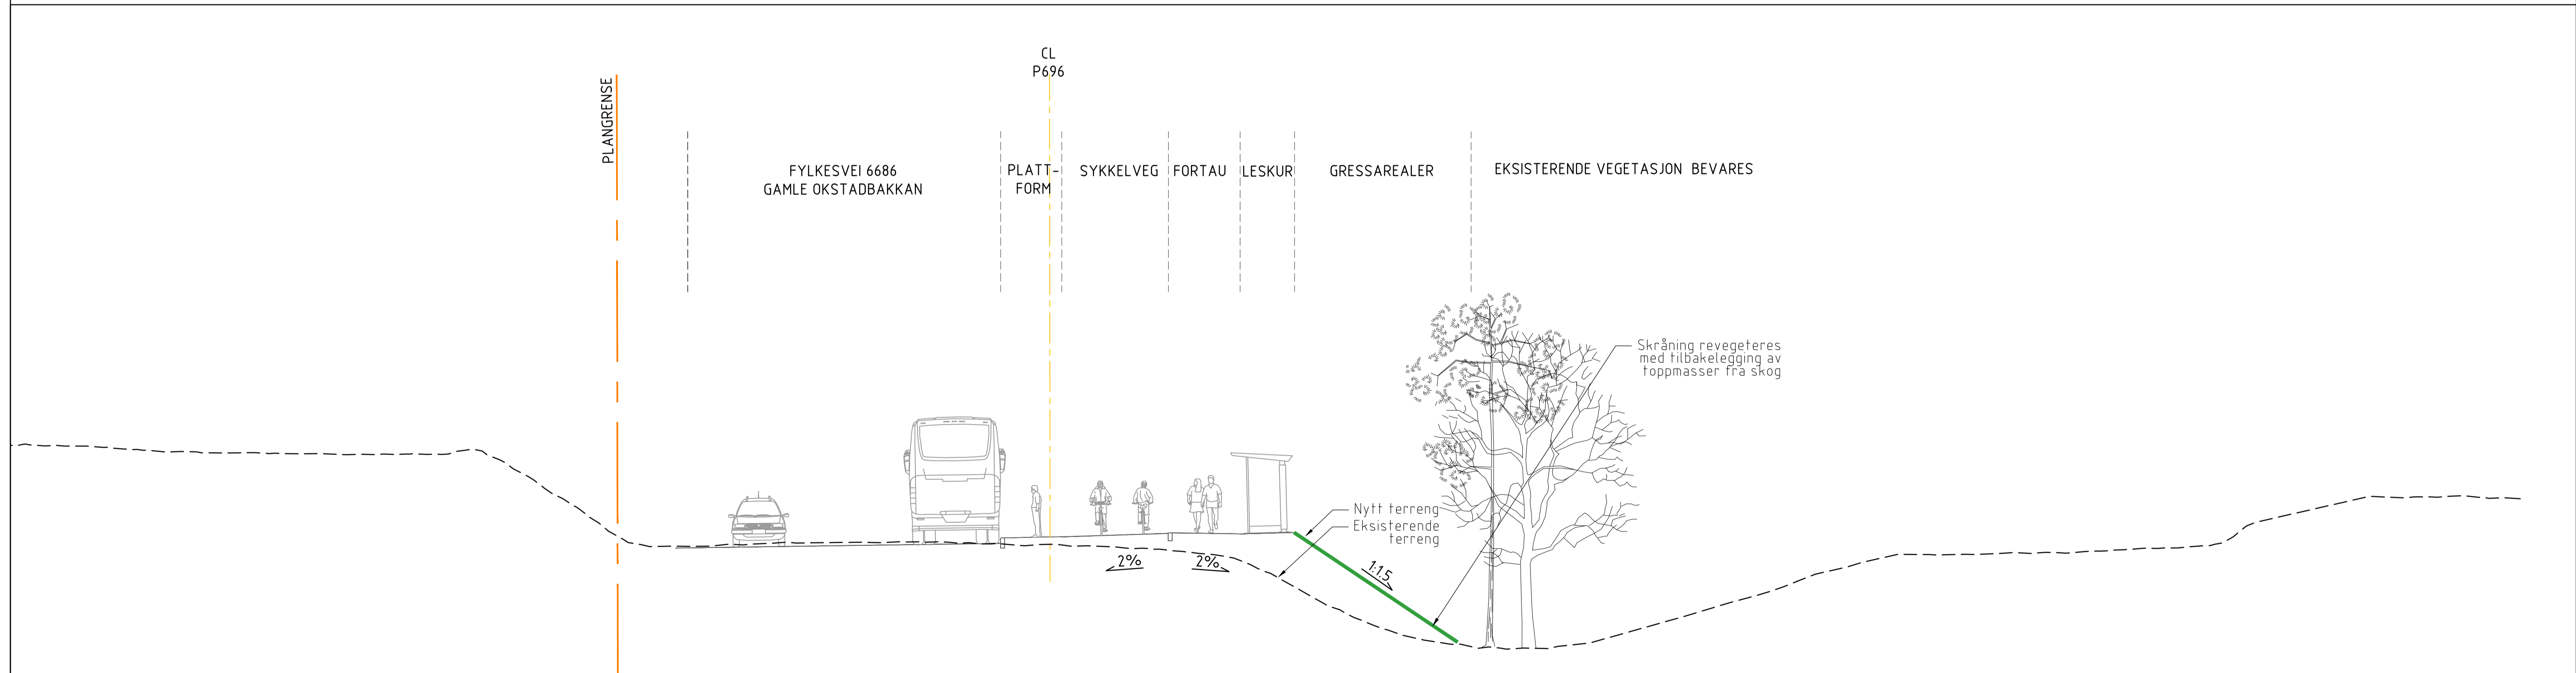 CL
P696
PLANGRENSE
FYLKESVEI 6686
GAMLE OKSTADBAKKAN
PLATT-
FORM
SYKKELVEG
FORTAU
LESKUR
GRESSAREALER
EKSISTERENDE VEGETASJON BEVARES
Skråning revegeteres
med tilbakelegging av
toppmasser fra skog
Nytt terreng
Eksisterende
terreng
2%
2%
1:1.5